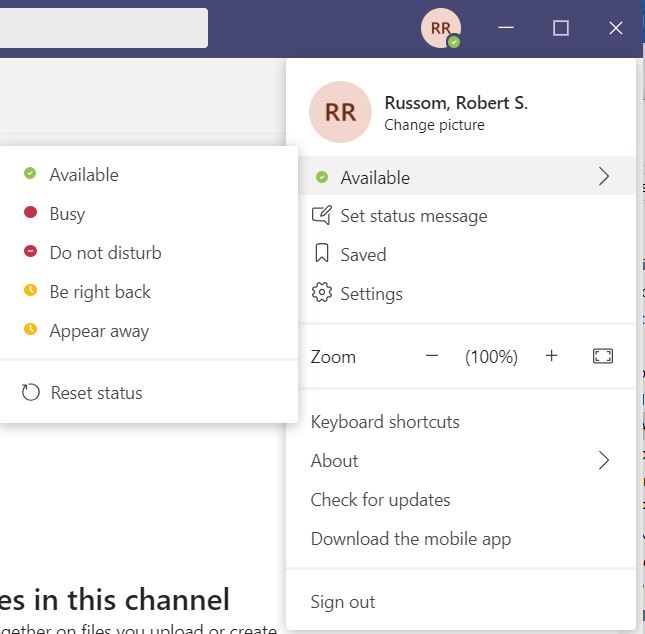 RR
RR
Russom, Robert S.
Change picture
Available
Set status message
Saved
Settings
Zoom
(100%)
Keyboard shortcuts
About
Check for updates
Download the mobile app
Sign out
Available
Busy
Do not disturb
Be right back
Appear away
Reset status
es in this channel
gether on files you upload or create